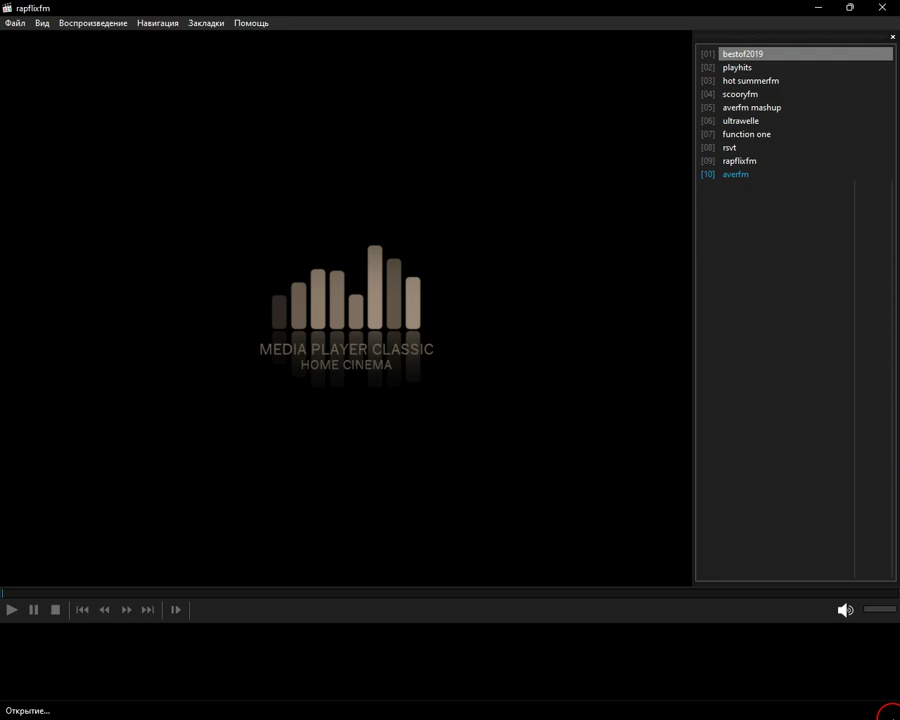 rapflixfm
Файл Вид Воспроизведение Навигация Закладки Помощь
[01] bestof2019
[02] playhits
[03] hot summerfm
[04] scooryfm
[05] averfm mashup
[06] ultrawelle
[07] function one
[08] rsvt
[09] rapflixfm
[10] averfm
MEDIA PLAYER CLASSIC
HOME CINEMA
Открытие...